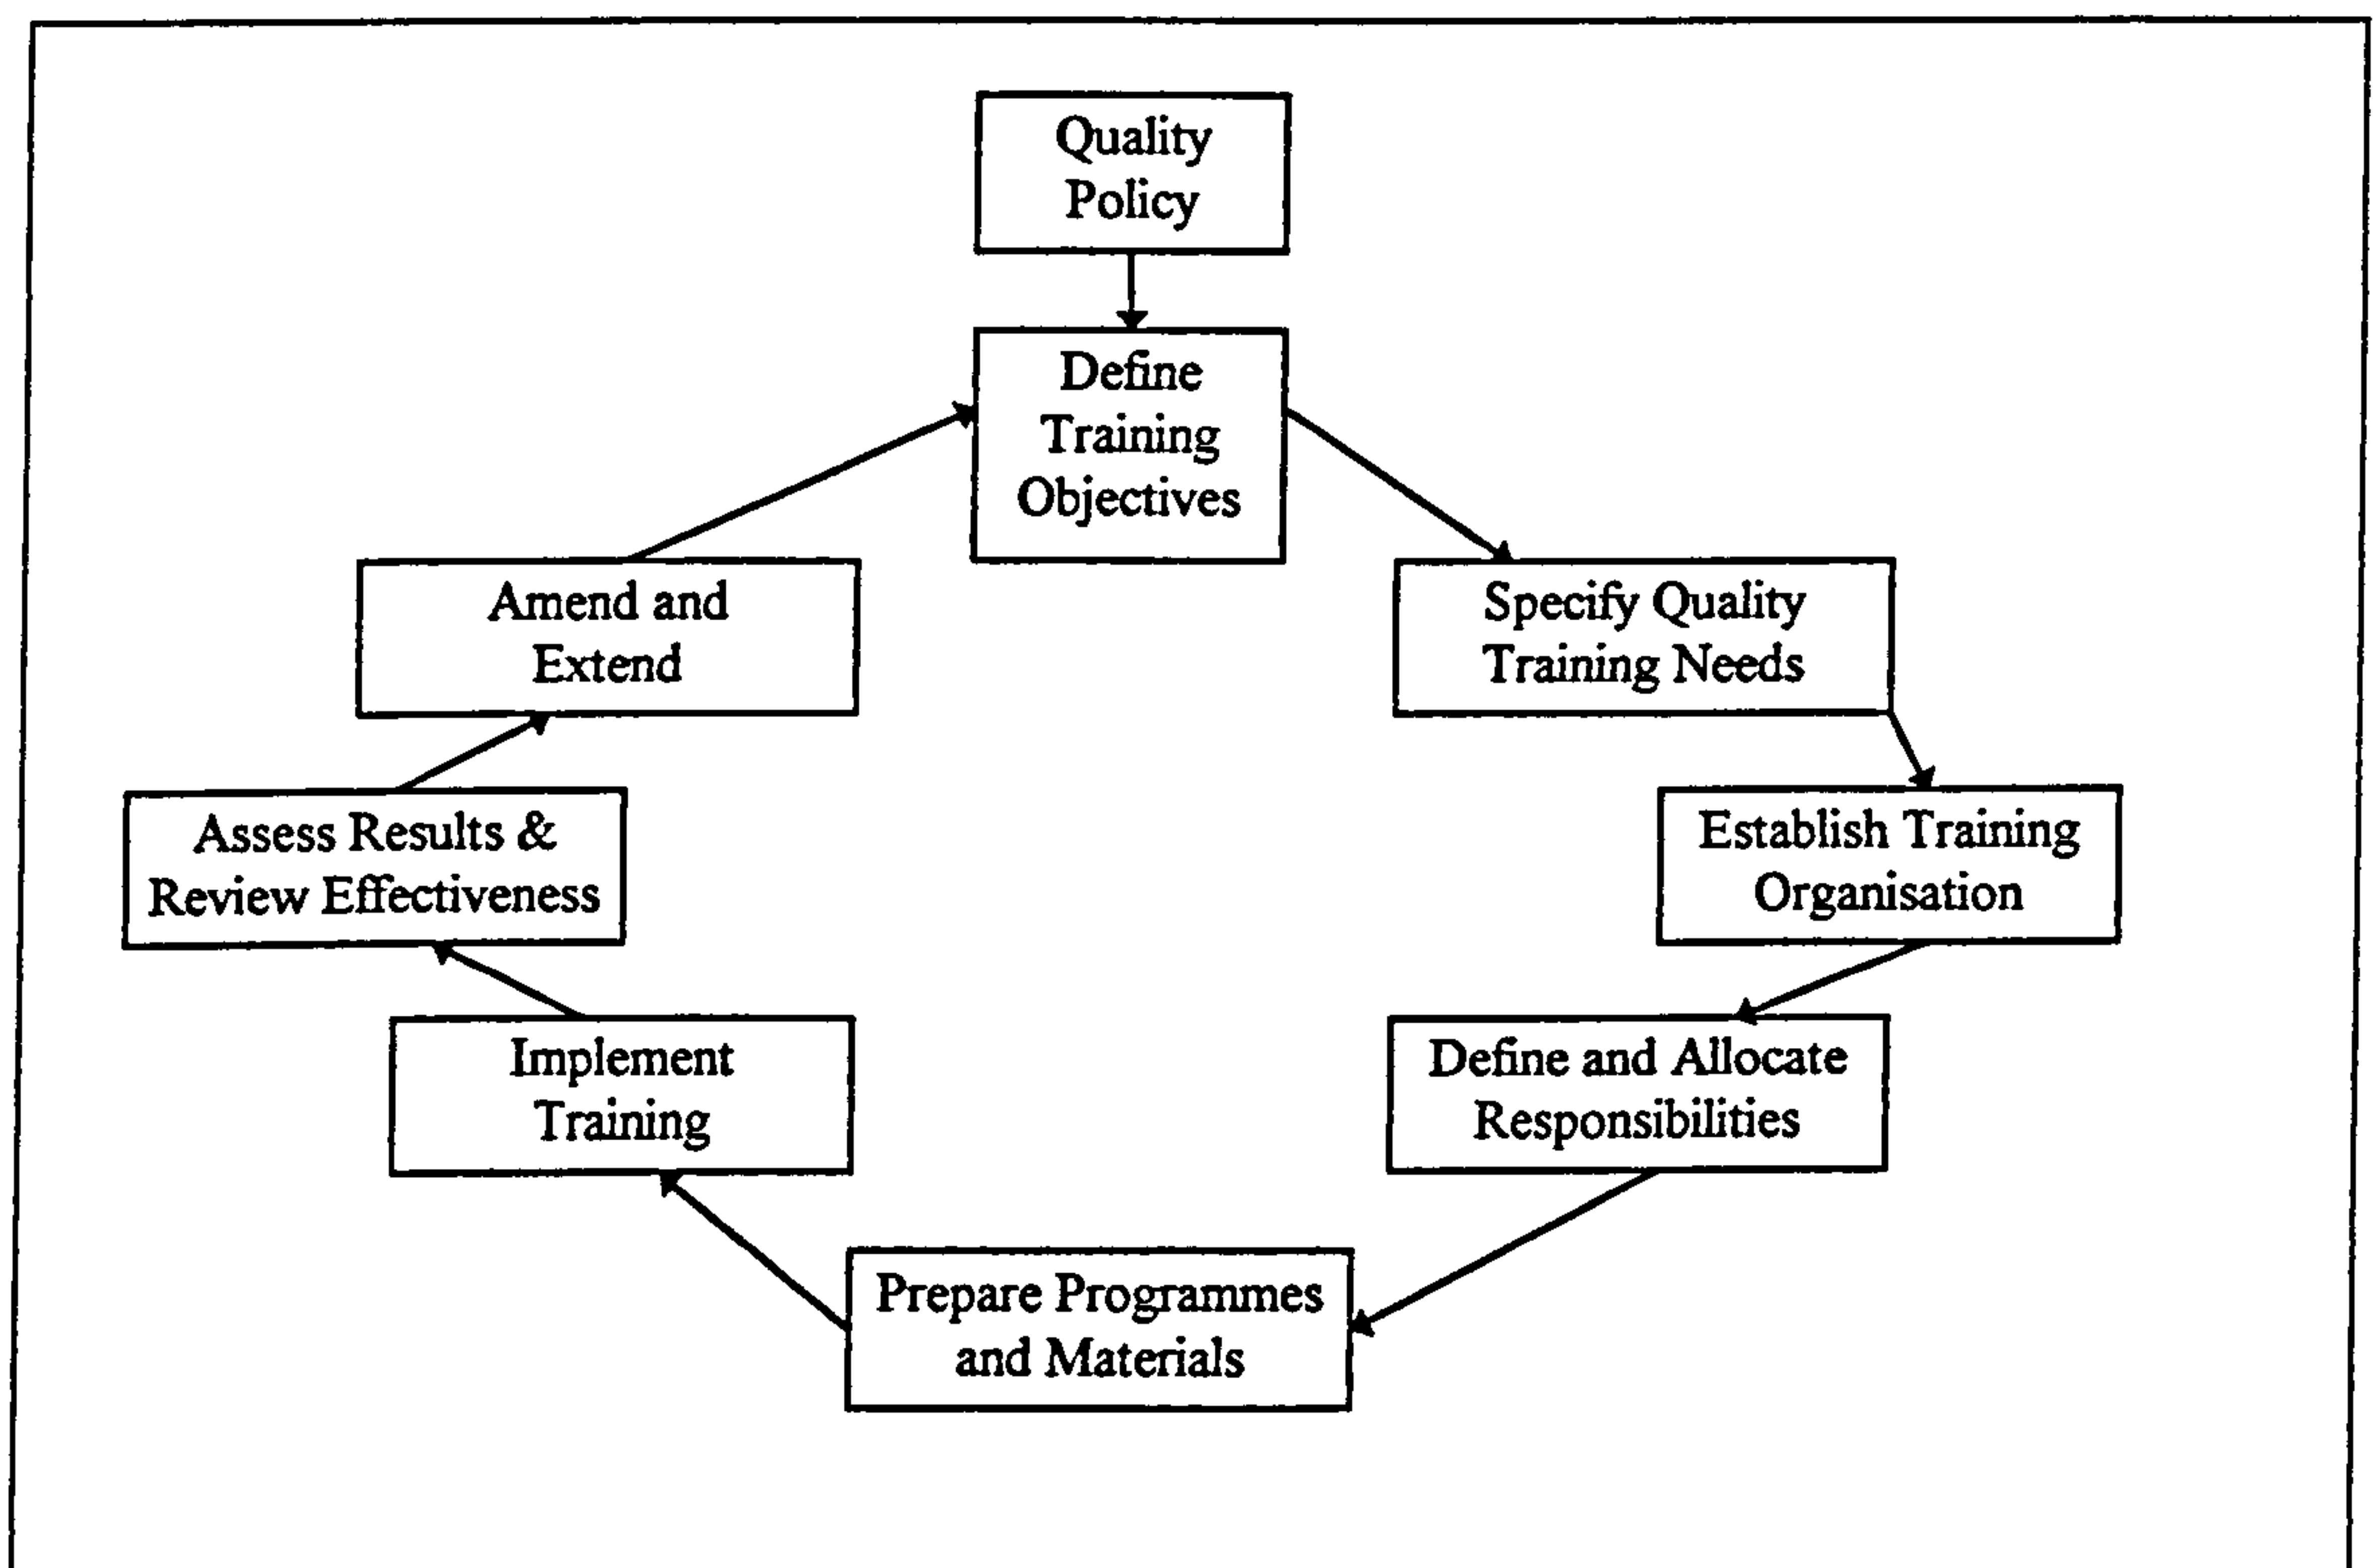 Quality
Policy
Define
Training
Objectives
Amend and
Extend
Specify Quality
Training Needs
Assess Results &
Review Effectiveness
Establish Training
Organisation
Implement
Training
Define and Allocate
Responsibilities
Prepare Programmes
and Materials